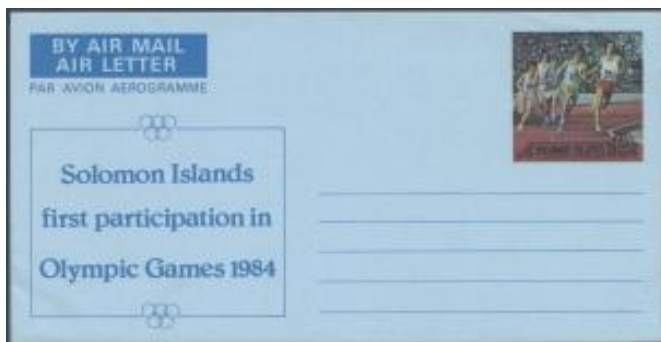 BY AIR MAIL
AIR LETTER
PAR AVION AEROGRAMME
Solomon Islands
first participation in
Olympic Games 1984